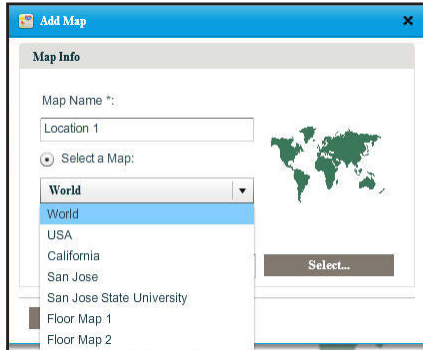 Add Map
Map Info
Map Name *:
Location 1
Select a Map:
World
World
USA
California
San Jose
San Jose State University
Floor Map 1
Floor Map 2
Select...